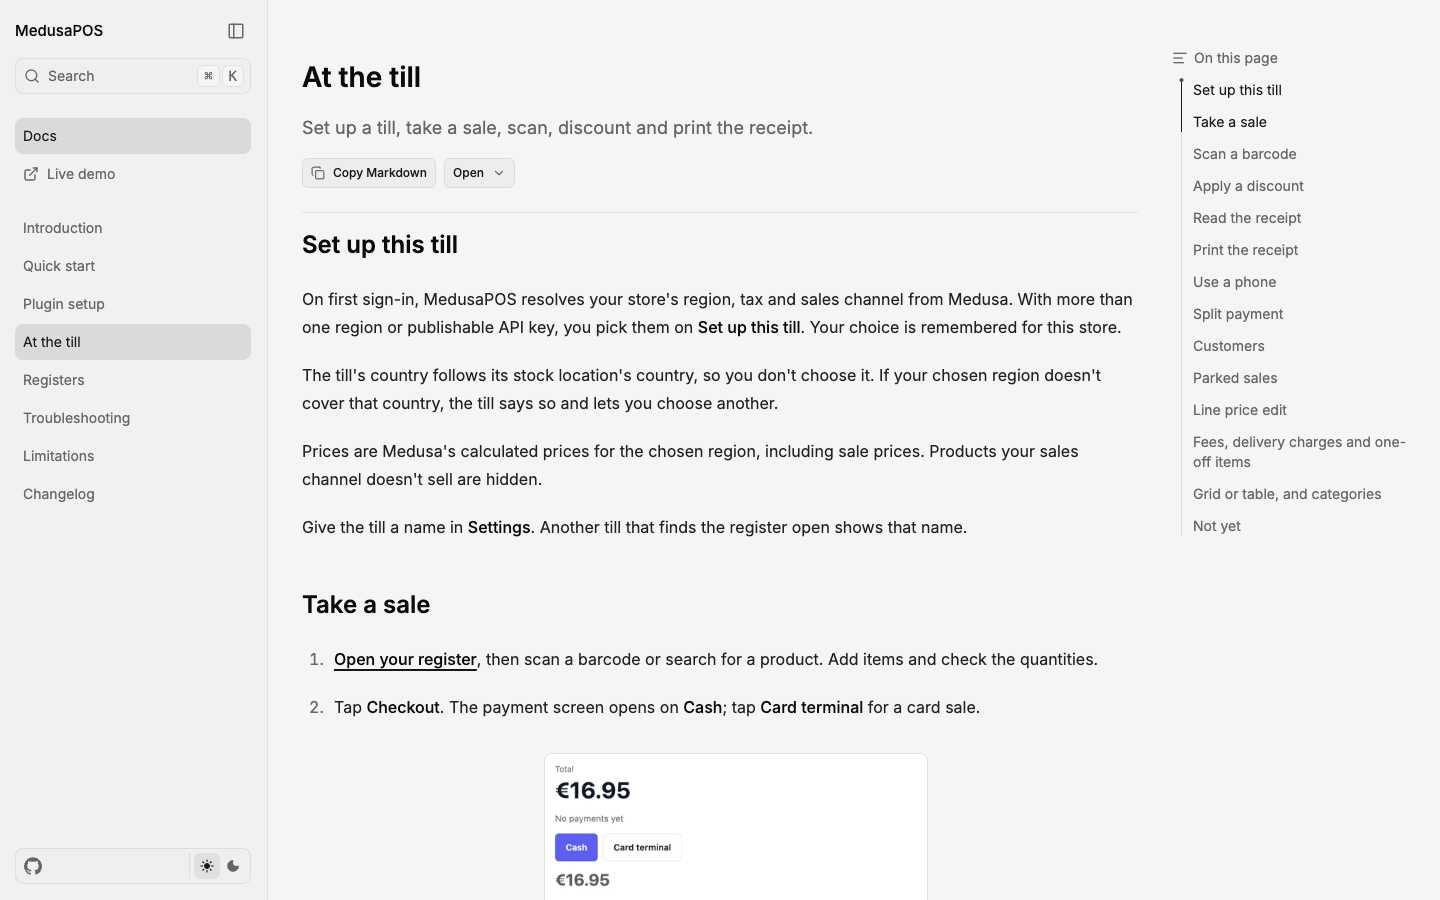 MedusaPOS
Search
⌘ K
Docs
Live demo
Introduction
Quick start
Plugin setup
At the till
Registers
Troubleshooting
Limitations
Changelog
At the till
Set up a till, take a sale, scan, discount and print the receipt.
Copy Markdown
Open
Set up this till
On first sign-in, MedusaPOS resolves your store's region, tax and sales channel from Medusa. With more than
one region or publishable API key, you pick them on Set up this till. Your choice is remembered for this store.
The till's country follows its stock location's country, so you don't choose it. If your chosen region doesn't
cover that country, the till says so and lets you choose another.
Prices are Medusa's calculated prices for the chosen region, including sale prices. Products your sales
channel doesn't sell are hidden.
Give the till a name in Settings. Another till that finds the register open shows that name.
Take a sale
1. Open your register, then scan a barcode or search for a product. Add items and check the quantities.
2. Tap Checkout. The payment screen opens on Cash; tap Card terminal for a card sale.
Total
€16.95
No payments yet
Cash
Card terminal
€16.95
On this page
Set up this till
Take a sale
Scan a barcode
Apply a discount
Read the receipt
Print the receipt
Use a phone
Split payment
Customers
Parked sales
Line price edit
Fees, delivery charges and one-
off items
Grid or table, and categories
Not yet